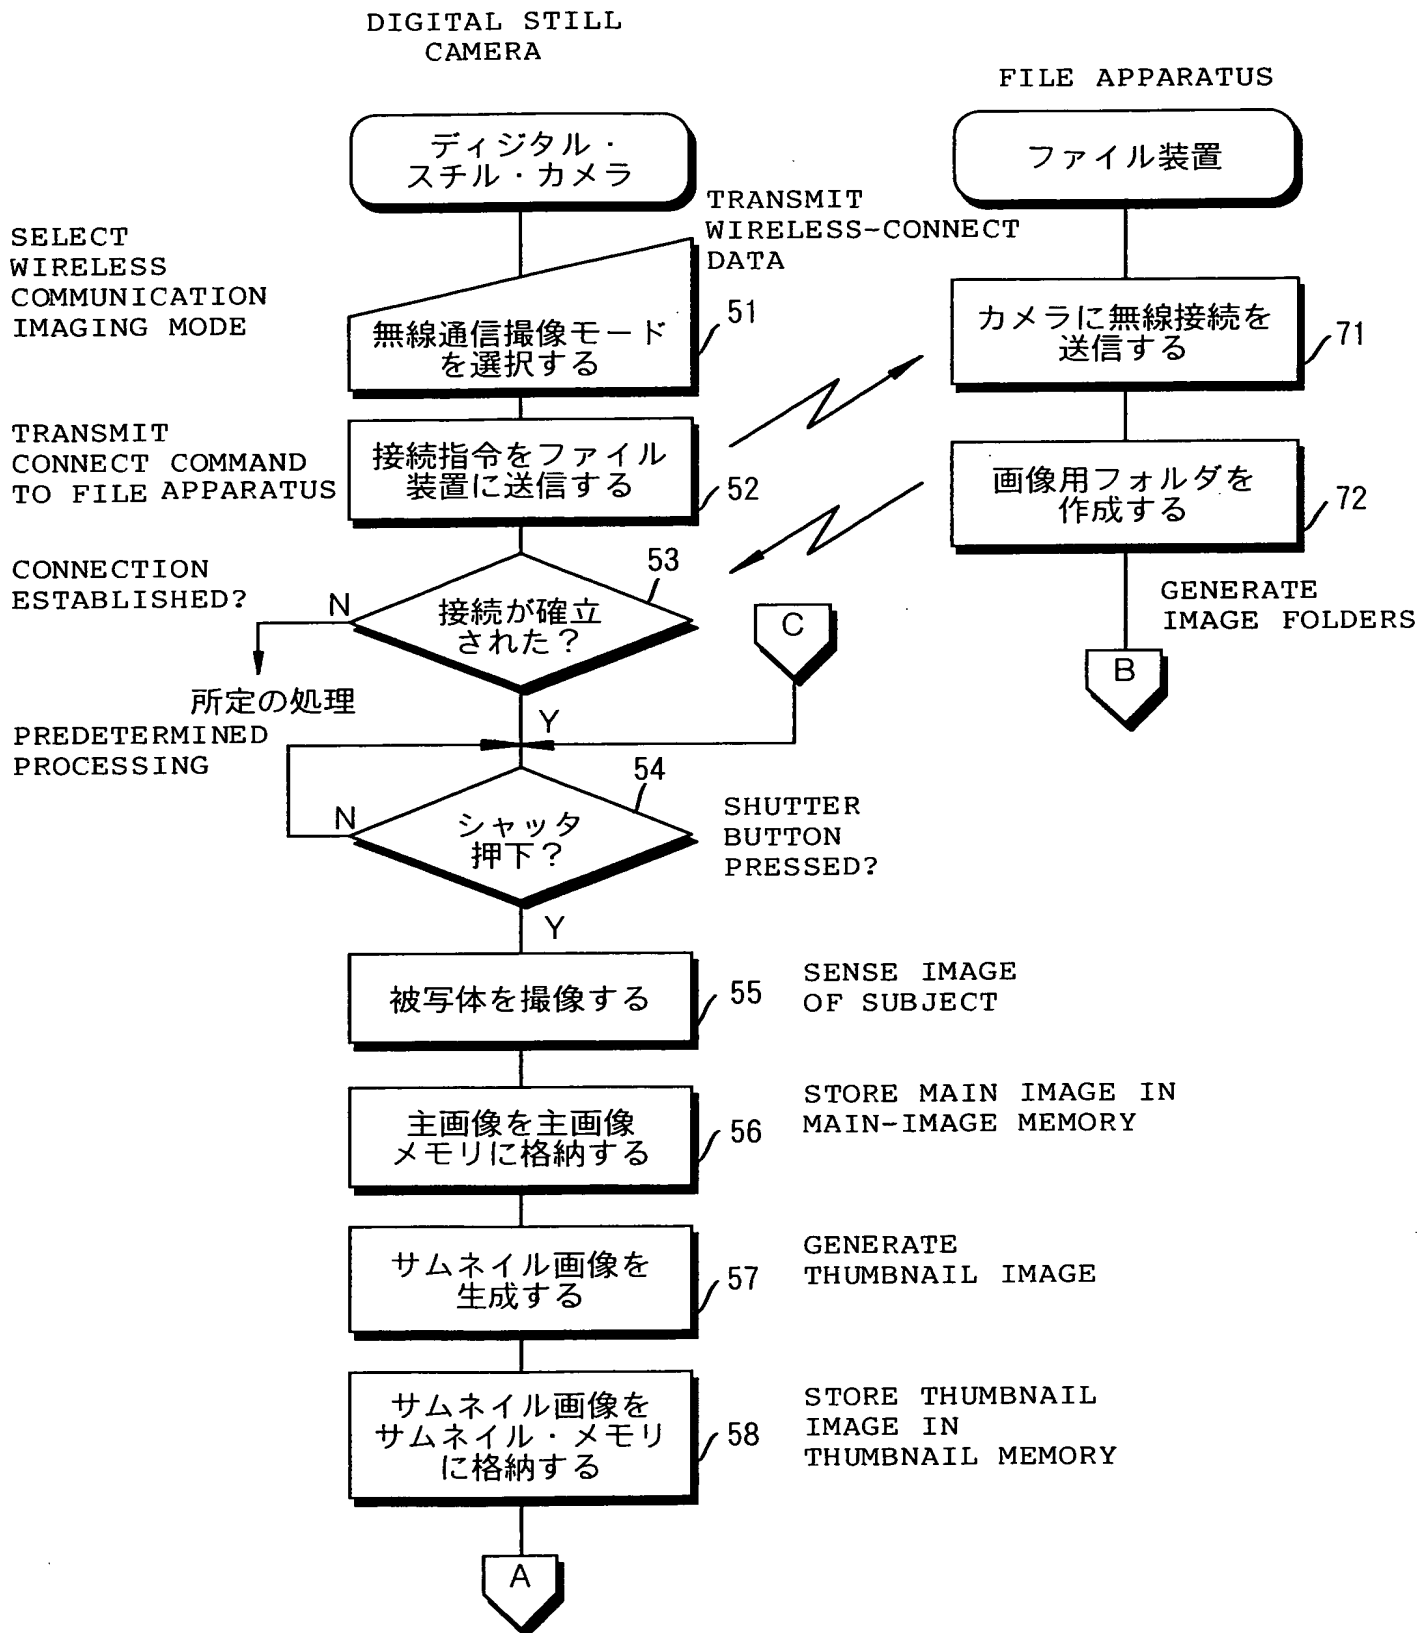 DIGITAL STILL
CAMERA
FILE APPARATUS
ディジタル・
スチル・カメラ
ファイル装置
TRANSMIT
WIRELESS-CONNECT
DATA
SELECT
WIRELESS
COMMUNICATION
IMAGING MODE
無線通信撮像モード
を選択する
51
カメラに無線接続を
送信する
71
TRANSMIT
CONNECT COMMAND
TO FILE APPARATUS
接続指令をファイル
装置に送信する
52
画像用フォルダを
作成する
72
CONNECTION
ESTABLISHED?
N
接続が確立
された？
53
C
GENERATE
IMAGE FOLDERS
B
所定の処理
PREDETERMINED
PROCESSING
Y
N
シャッタ
押下？
54
SHUTTER
BUTTON
PRESSED?
Y
被写体を撮像する
55
SENSE IMAGE
OF SUBJECT
主画像を主画像
メモリに格納する
56
STORE MAIN IMAGE IN
MAIN-IMAGE MEMORY
サムネイル画像を
生成する
57
GENERATE
THUMBNAIL IMAGE
サムネイル画像を
サムネイル・メモリ
に格納する
58
STORE THUMBNAIL
IMAGE IN
THUMBNAIL MEMORY
A